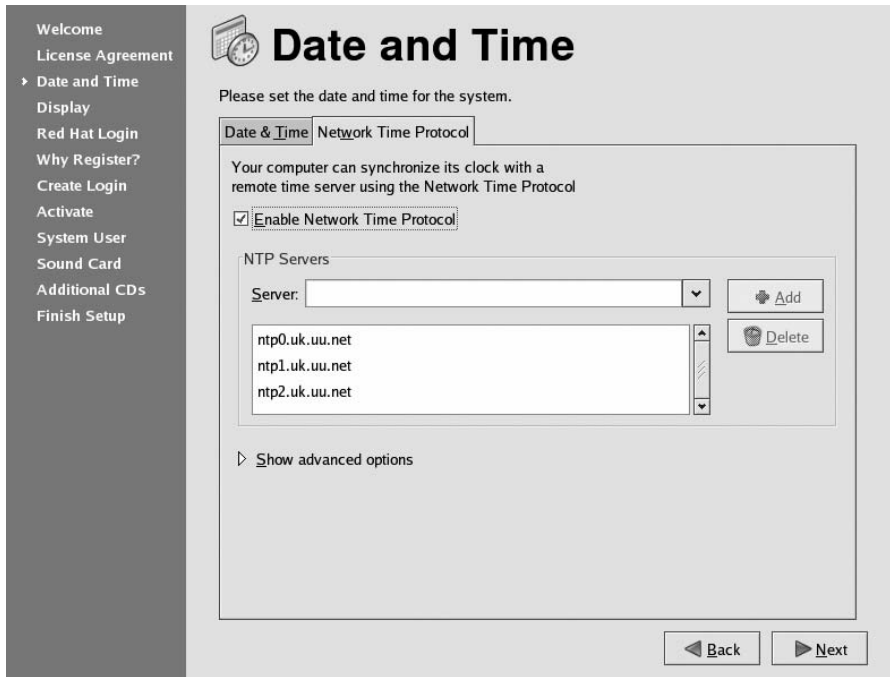 Welcome
License Agreement
Date and Time
Display
Red Hat Login
Why Register?
Create Login
Activate
System User
Sound Card
Additional CDs
Finish Setup
Date and Time
Please set the date and time for the system.
Date & Time
Network Time Protocol
Your computer can synchronize its clock with a
remote time server using the Network Time Protocol
Enable Network Time Protocol
NTP Servers
Server:
Add
ntp0.uk.uu.net
ntp1.uk.uu.net
ntp2.uk.uu.net
Delete
Show advanced options
Back
Next